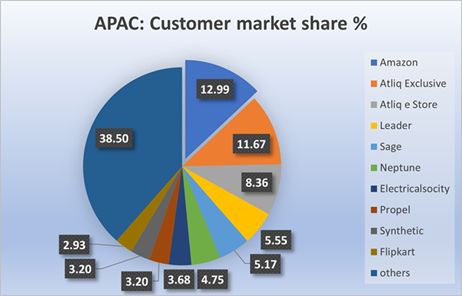 APAC: Customer market share %
12.99
11.67
8.36
5.55
5.17
4.75
3.68
3.20
3.20
2.93
38.50
Amazon
Atliq Exclusive
Atliq e Store
Leader
Sage
Neptune
Electricalsocity
Propel
Synthetic
Flipkart
others